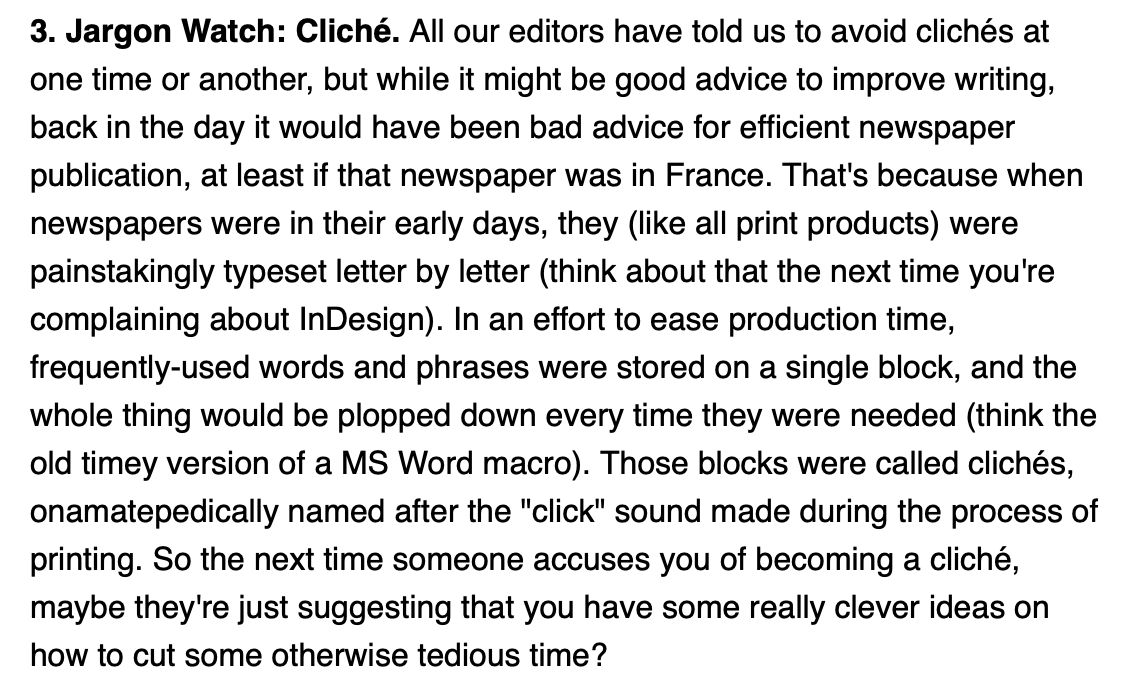 3. Jargon Watch: Cliché. All our editors have told us to avoid clichés at
one time or another, but while it might be good advice to improve writing,
back in the day it would have been bad advice for efficient newspaper
publication, at least if that newspaper was in France. That's because when
newspapers were in their early days, they (like all print products) were
painstakingly typeset letter by letter (think about that the next time you're
complaining about InDesign). In an effort to ease production time,
frequently-used words and phrases were stored on a single block, and the
whole thing would be plopped down every time they were needed (think the
old timey version of a MS Word macro). Those blocks were called clichés,
onamatepedically named after the "click" sound made during the process of
printing. So the next time someone accuses you of becoming a cliché,
maybe they're just suggesting that you have some really clever ideas on
how to cut some otherwise tedious time?